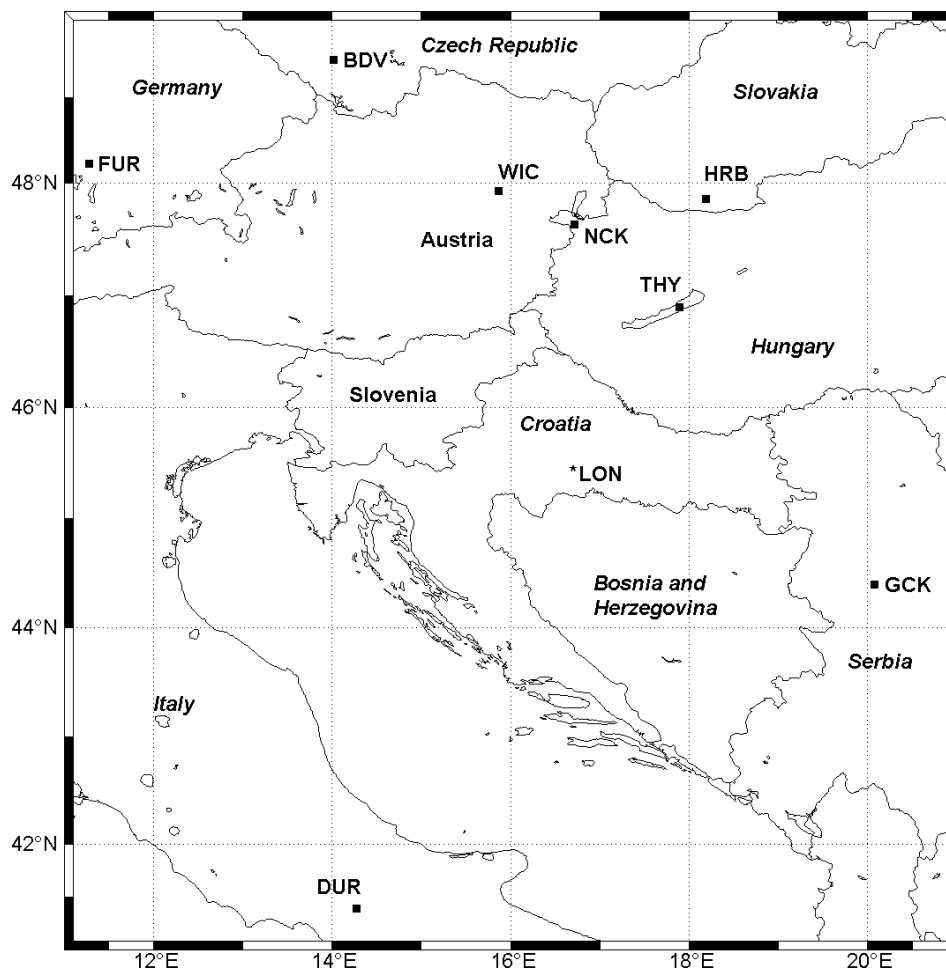 Czech Republic
BDV
Germany
Slovakia
FUR
WIC
HRB
48°N
NCK
Austria
THY
Hungary
Slovenia
46°N
Croatia
*LON
Bosnia and
Herzegovina
GCK
44°N
Serbia
Italy
42°N
DUR
12°E 14°E 16°E 18°E 20°E